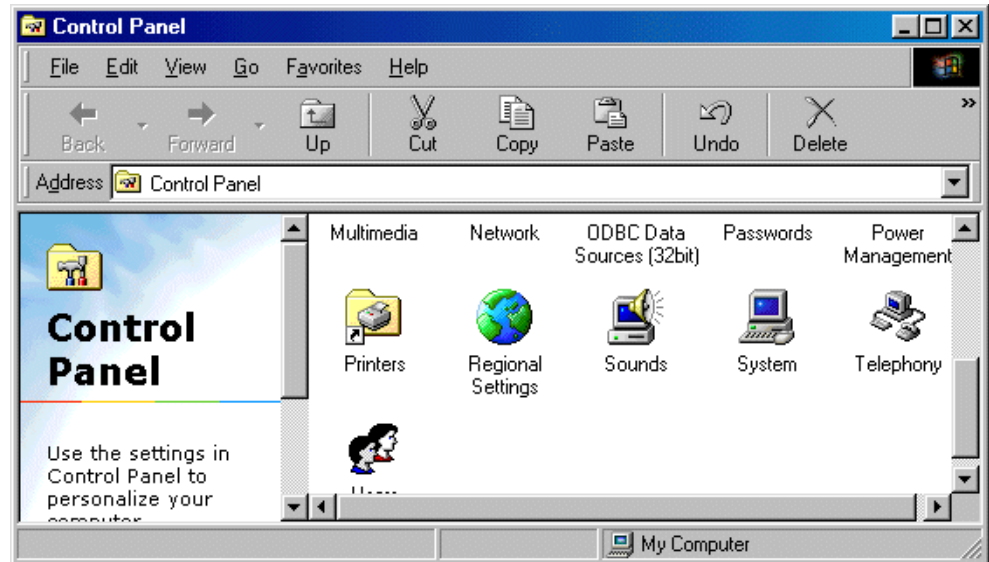 Control Panel
File Edit View Go Favorites Help
Back Forward Up Cut Copy Paste Undo Delete »
Address Control Panel
Multimedia Network ODBC Data Sources (32bit) Passwords Power Management
Control
Panel
Printers Regional Settings Sounds System Telephony
Use the settings in
Control Panel to
personalize your
computer
Users
My Computer